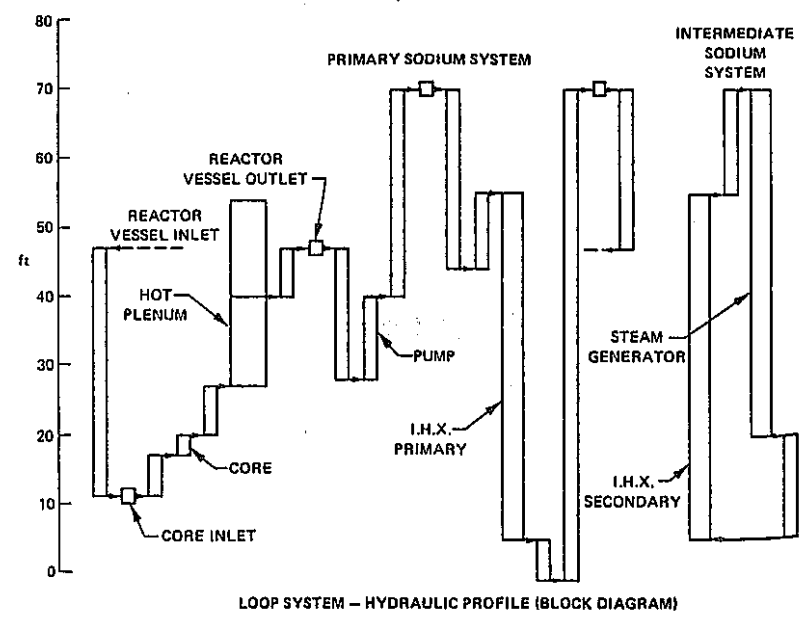 80
70
60
50
ft
40
30
20
10
0
PRIMARY SODIUM SYSTEM
INTERMEDIATE
SODIUM
SYSTEM
REACTOR
VESSEL OUTLET
REACTOR
VESSEL INLET
HOT
PLENUM
PUMP
STEAM
GENERATOR
I.H.X.
PRIMARY
CORE
I.H.X.
SECONDARY
CORE INLET
LOOP SYSTEM – HYDRAULIC PROFILE (BLOCK DIAGRAM)